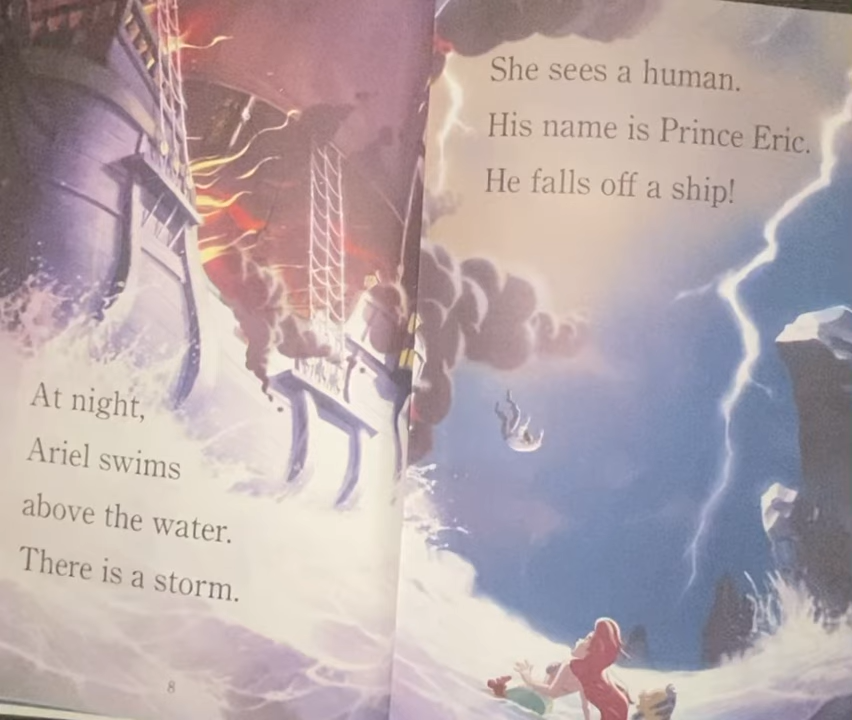 At night,
Ariel swims
above the water.
There is a storm.
8
She sees a human.
His name is Prince Eric.
He falls off a ship!